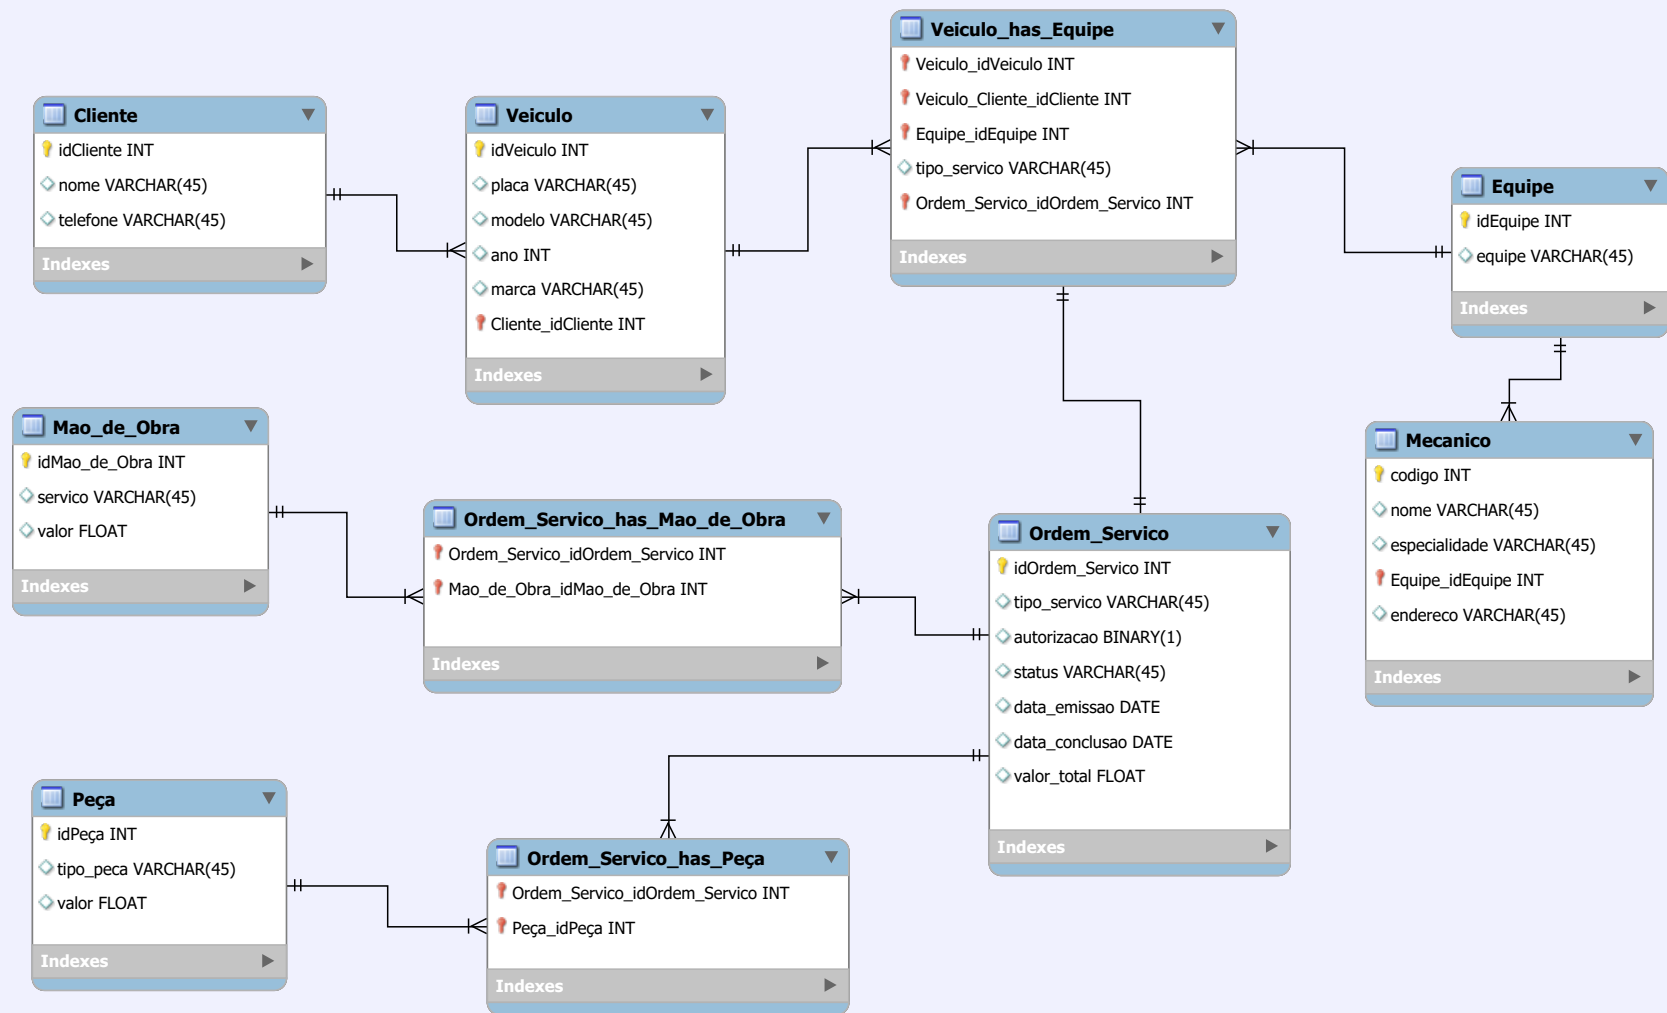 Cliente
idCliente INT
nome VARCHAR(45)
telefone VARCHAR(45)
Indexes
Veiculo
idVeiculo INT
placa VARCHAR(45)
modelo VARCHAR(45)
ano INT
marca VARCHAR(45)
Cliente_idCliente INT
Indexes
Veiculo_has_Equipe
Veiculo_idVeiculo INT
Veiculo_Cliente_idCliente INT
Equipe_idEquipe INT
tipo_servico VARCHAR(45)
Ordem_Servico_idOrdem_Servico INT
Indexes
Equipe
idEquipe INT
equipe VARCHAR(45)
Indexes
Mao_de_Obra
idMao_de_Obra INT
servico VARCHAR(45)
valor FLOAT
Indexes
Ordem_Servico_has_Mao_de_Obra
Ordem_Servico_idOrdem_Servico INT
Mao_de_Obra_idMao_de_Obra INT
Indexes
Ordem_Servico
idOrdem_Servico INT
tipo_servico VARCHAR(45)
autorizacao BINARY(1)
status VARCHAR(45)
data_emissao DATE
data_conclusao DATE
valor_total FLOAT
Indexes
Mecanico
codigo INT
nome VARCHAR(45)
especialidade VARCHAR(45)
Equipe_idEquipe INT
endereco VARCHAR(45)
Indexes
Peça
idPeça INT
tipo_peca VARCHAR(45)
valor FLOAT
Indexes
Ordem_Servico_has_Peça
Ordem_Servico_idOrdem_Servico INT
Peça_idPeça INT
Indexes